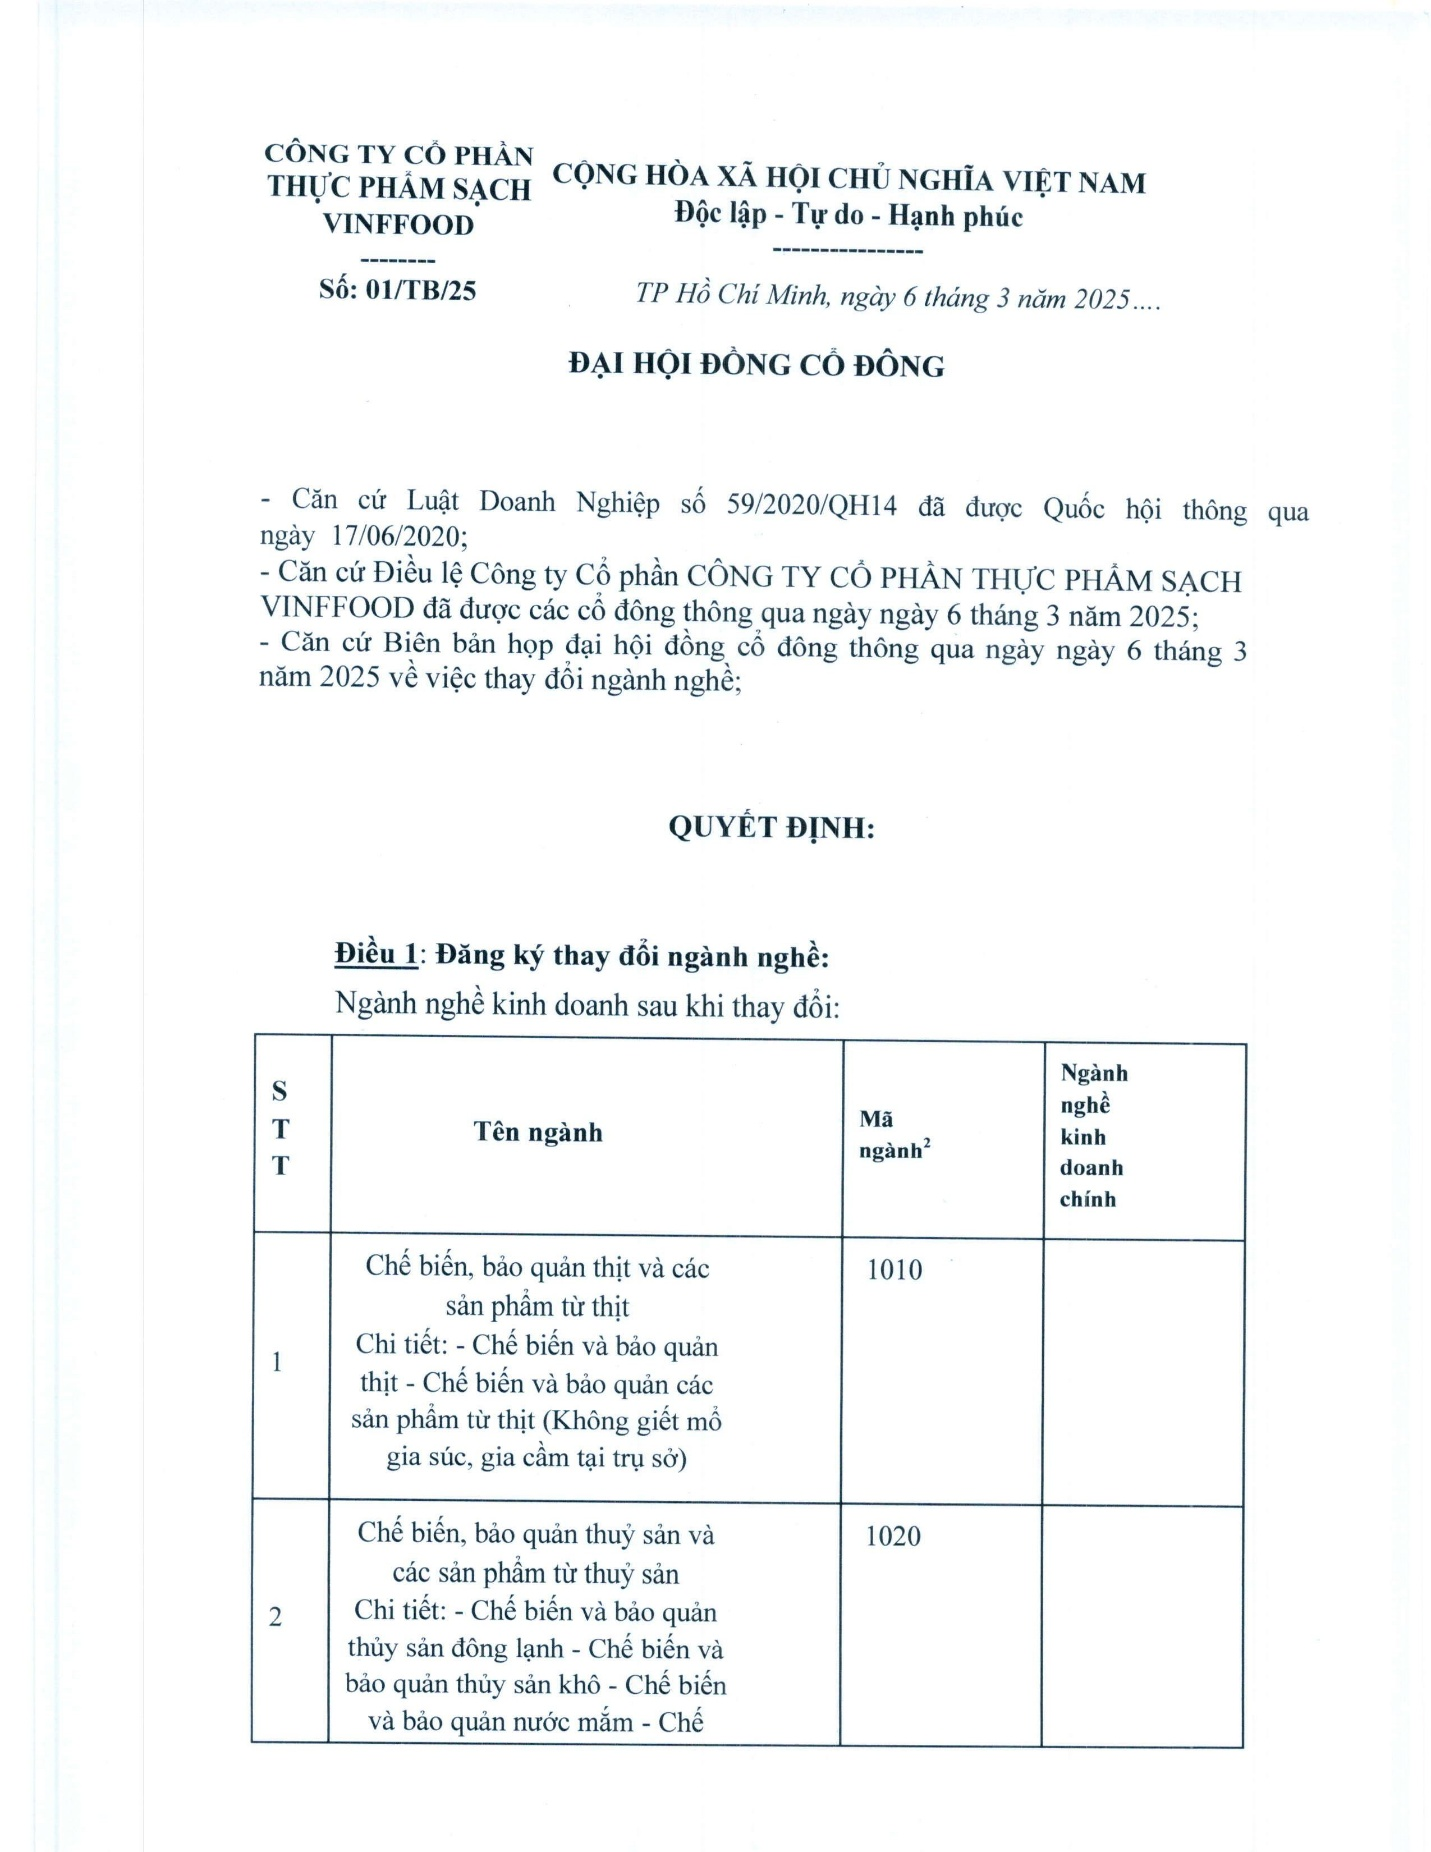 CÔNG TY CỔ PHẦN
THỰC PHẨM SẠCH
VINFFOOD
--------
Số: 01/TB/25
CỘNG HÒA XÃ HỘI CHỦ NGHĨA VIỆT NAM
Độc lập - Tự do - Hạnh phúc
----------------
TP Hồ Chí Minh, ngày 6 tháng 3 năm 2025....
ĐẠI HỘI ĐỒNG CỔ ĐÔNG
- Căn cứ Luật Doanh Nghiệp số 59/2020/QH14 đã được Quốc hội thông qua
ngày 17/06/2020;
- Căn cứ Điều lệ Công ty Cổ phần CÔNG TY CỔ PHẦN THỰC PHẨM SẠCH
VINFFOOD đã được các cổ đông thông qua ngày ngày 6 tháng 3 năm 2025;
- Căn cứ Biên bản họp đại hội đồng cổ đông thông qua ngày ngày 6 tháng 3
năm 2025 về việc thay đổi ngành nghề;
QUYẾT ĐỊNH:
Điều 1: Đăng ký thay đổi ngành nghề:
Ngành nghề kinh doanh sau khi thay đổi:
S
T
T
Tên ngành
Mã
ngành²
Ngành
nghề
kinh
doanh
chính
1
Chế biến, bảo quản thịt và các
sản phẩm từ thịt
Chi tiết: - Chế biến và bảo quản
thịt - Chế biến và bảo quản các
sản phẩm từ thịt (Không giết mổ
gia súc, gia cầm tại trụ sở)
1010
2
Chế biến, bảo quản thuỷ sản và
các sản phẩm từ thuỷ sản
Chi tiết: - Chế biến và bảo quản
thủy sản đông lạnh - Chế biến và
bảo quản thủy sản khô - Chế biến
và bảo quản nước mắm - Chế
1020